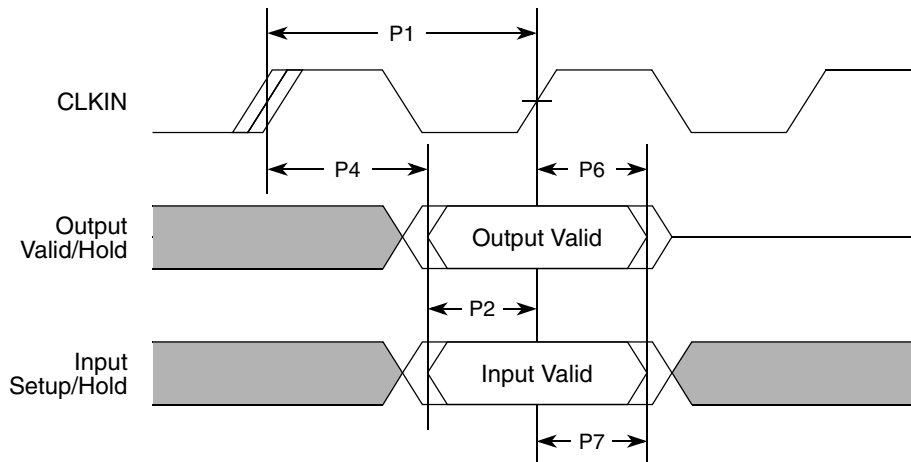 P1
CLKIN
P4
P6
Output
Valid/Hold
Output Valid
P2
Input
Setup/Hold
Input Valid
P7